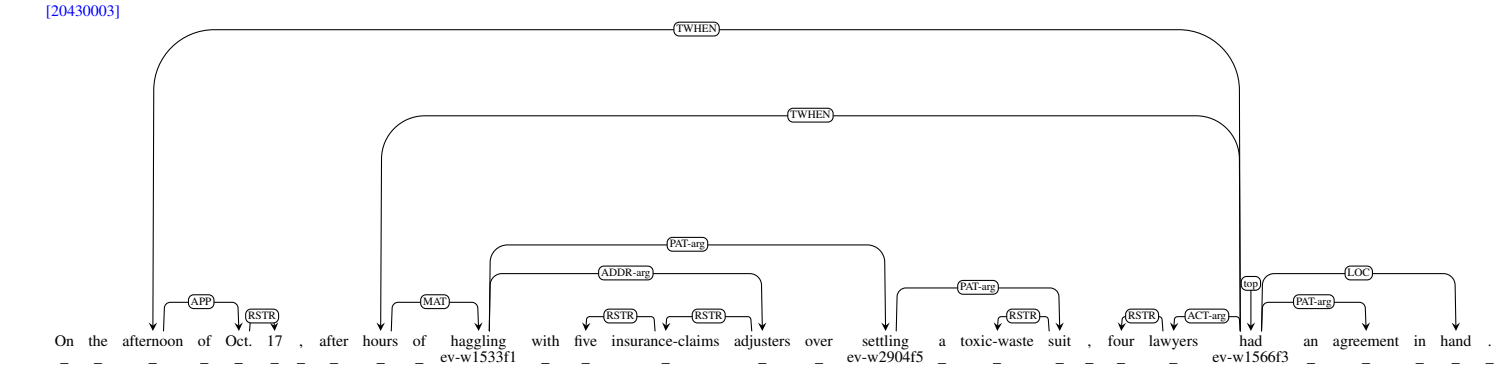 [20430003]
TWHEN
TWHEN
PAT-arg
ADDR-arg LOC
top
PAT-arg
APP MAT PAT-arg
RSTR RSTR RSTR RSTR RSTR ACT-arg
On the afternoon of Oct. 17 , after hours of haggling with five insurance-claims adjusters over settling a toxic-waste suit , four lawyers had an agreement in hand .
_ _ _ _ _ _ _ _ _ _ ev-w1533f1 _ _ _ _ _ ev-w2904f5 _ _ _ _ _ _ ev-w1566f3 _ _ _ _ _